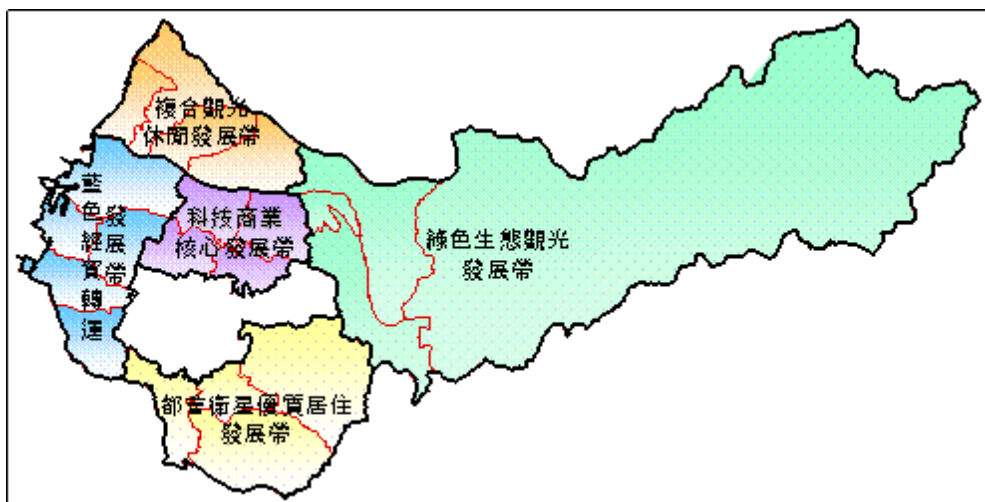 複合觀光
休閒發展帶
藍色經貿轉運
發展帶
科技商業
核心發展帶
綠色生態觀光
發展帶
都會衛星優質居住
發展帶